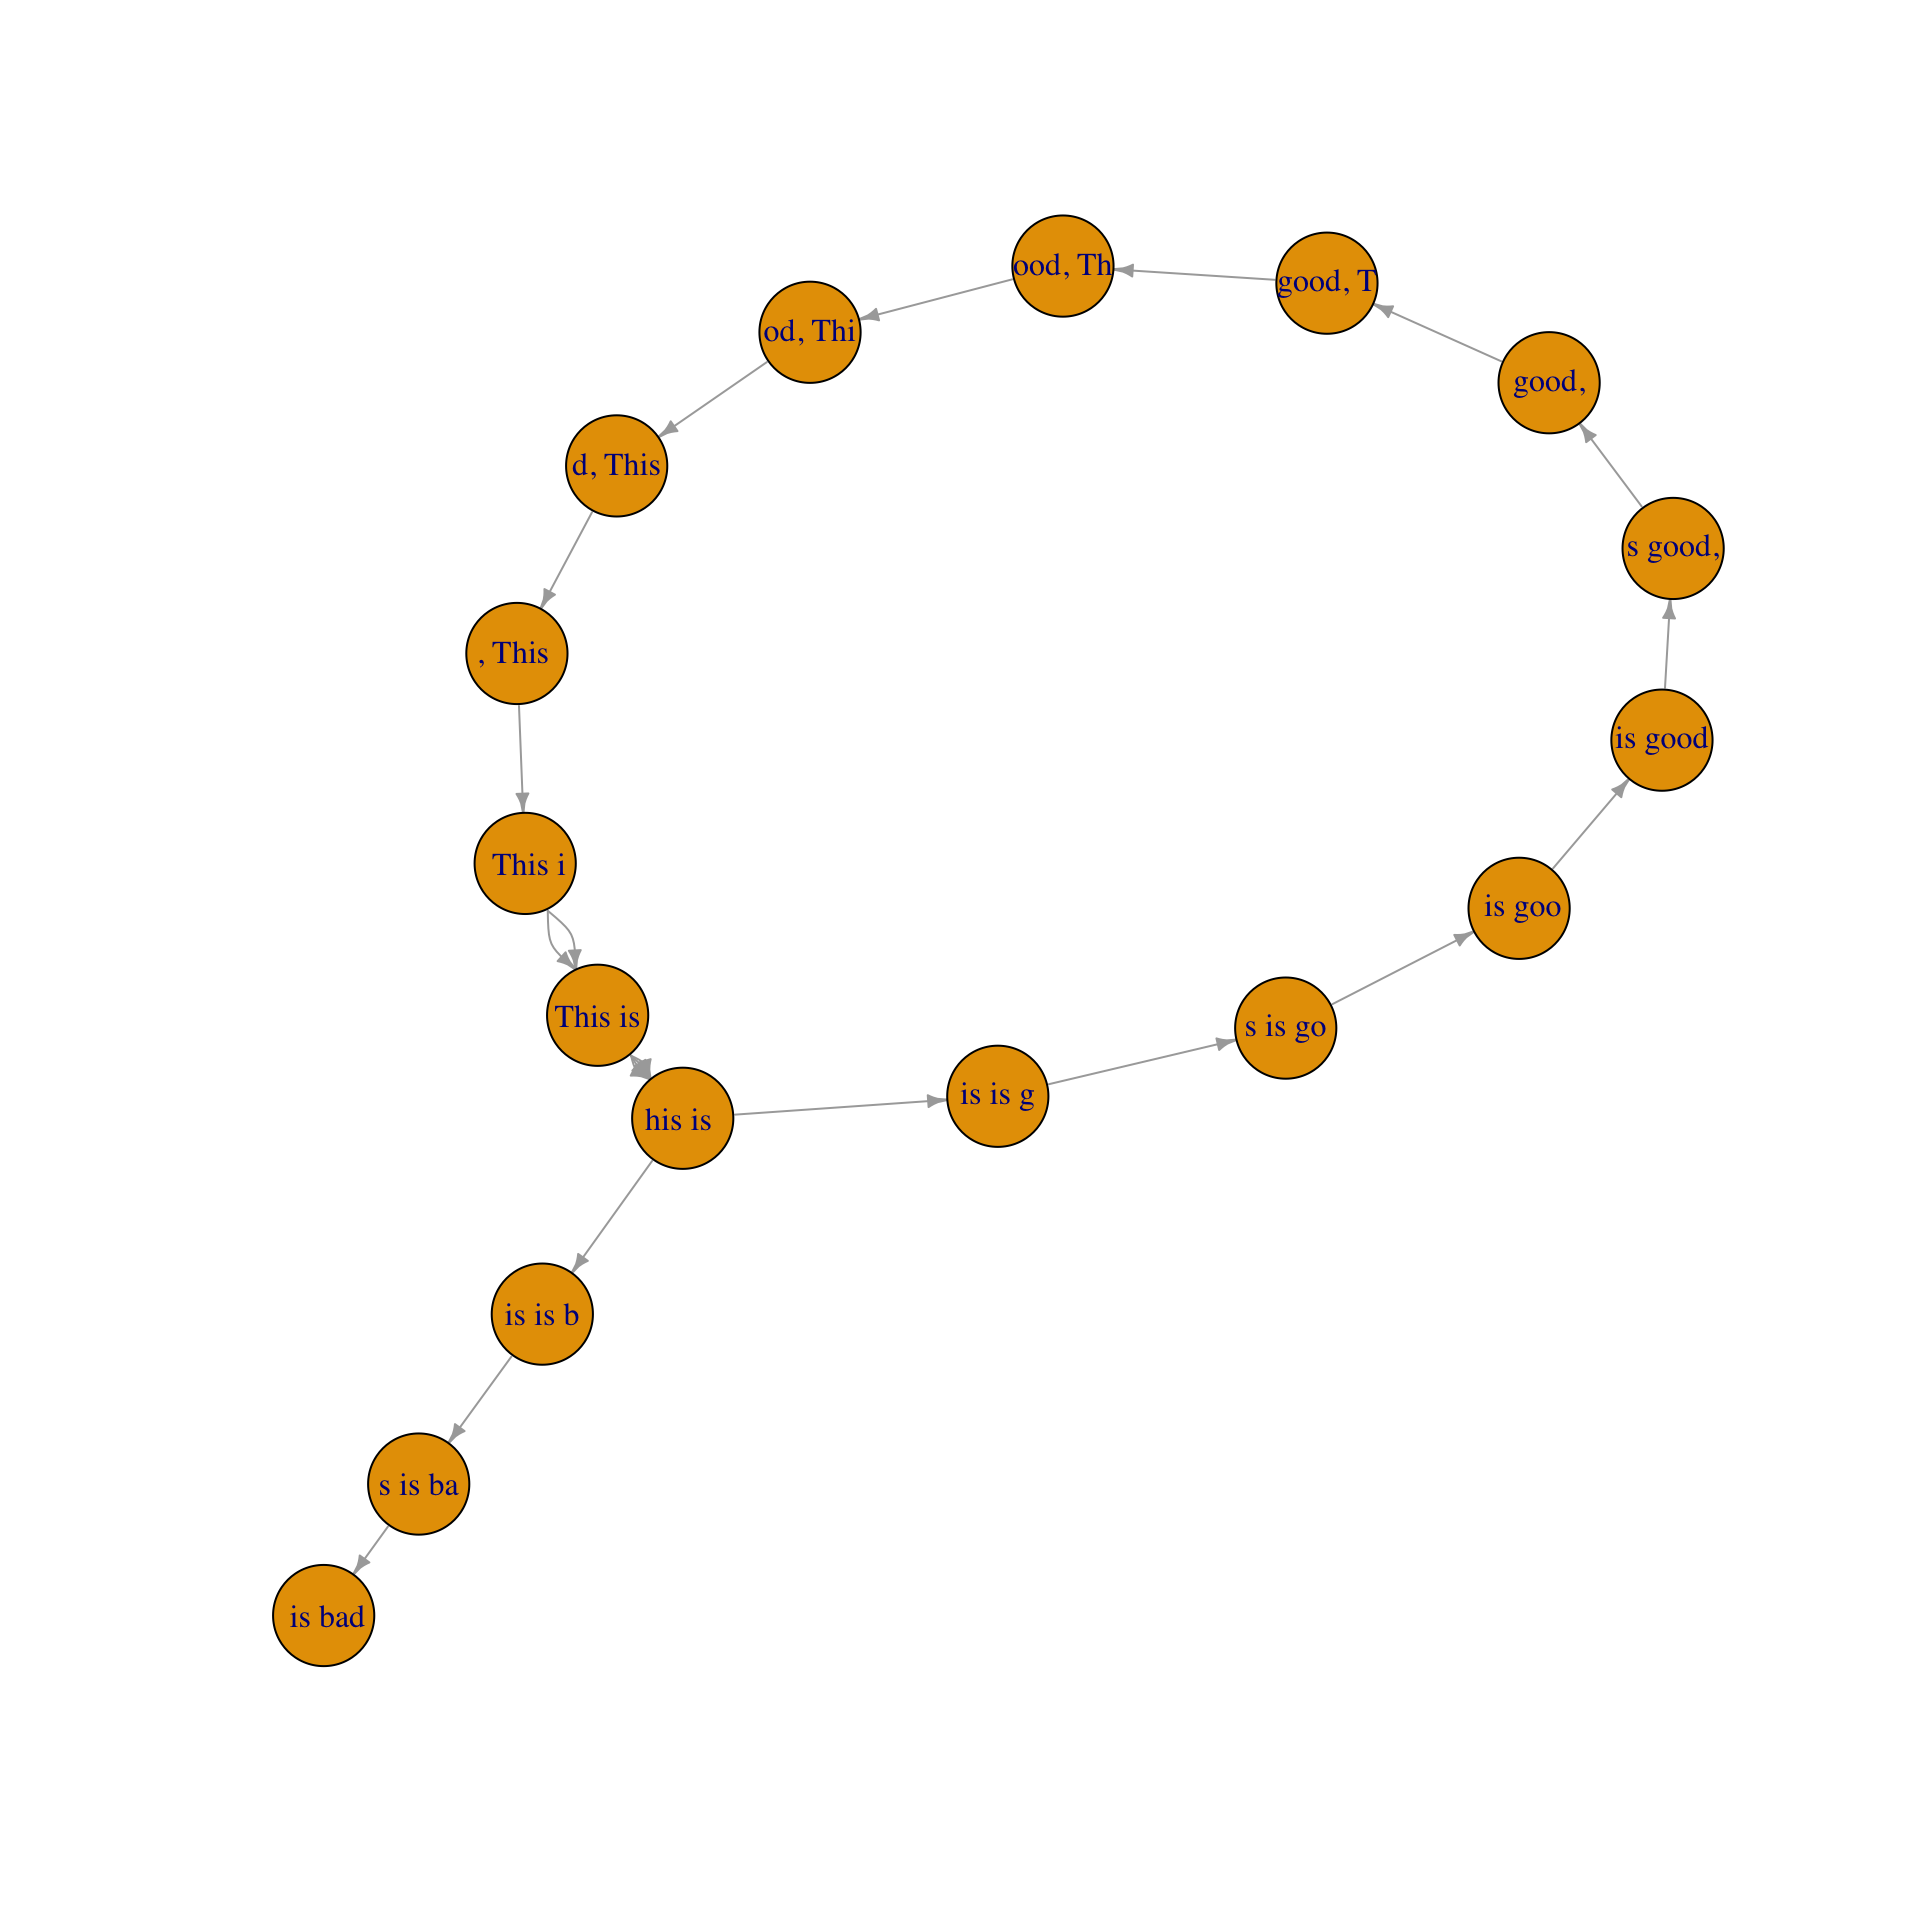 ood, Th
good, T
od, Thi
good,
d, This
s good,
, This
is good
This i
is goo
This is
s is go
his is
is is g
is is b
s is ba
is bad